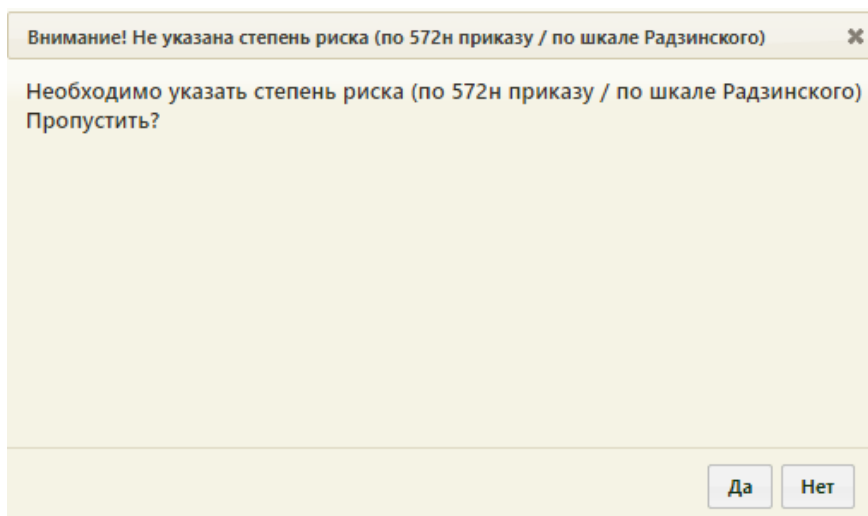 Внимание! Не указана степень риска (по 572н приказу / по шкале Радзинского)
Необходимо указать степень риска (по 572н приказу / по шкале Радзинского)
Пропустить?
Да
Нет